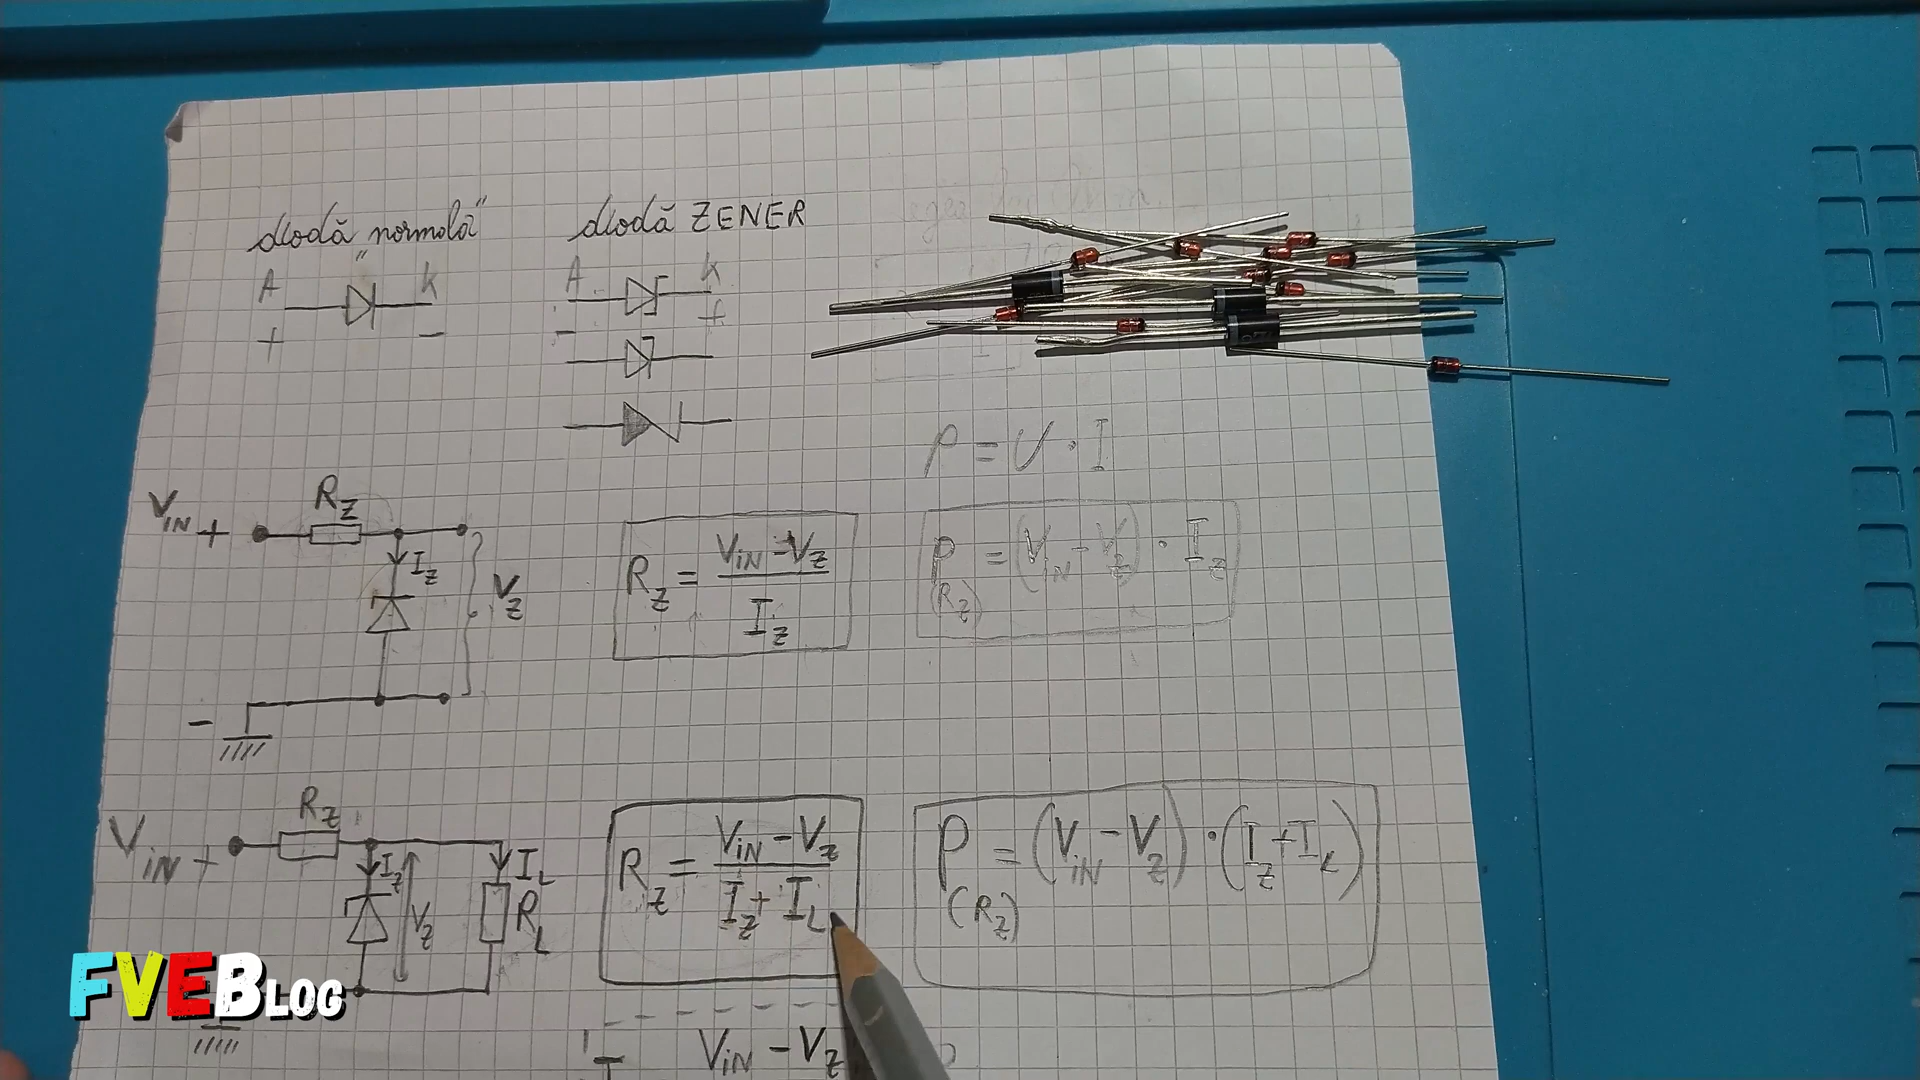 diodă „normală" diodă ZENER
A K
+ −
A K
− +
P = U · I
V_IN + R_Z
I_Z
V_Z
−
R_Z = (V_IN − V_Z) / I_Z
P_(R_Z) = (V_IN − V_Z) · I_Z
V_IN + R_Z
I_Z V_Z I_L R_L
R_Z = (V_IN − V_Z) / (I_Z + I_L)
P_(R_Z) = (V_IN − V_Z) · (I_Z + I_L)
V_IN − V_Z
FVEBLOG